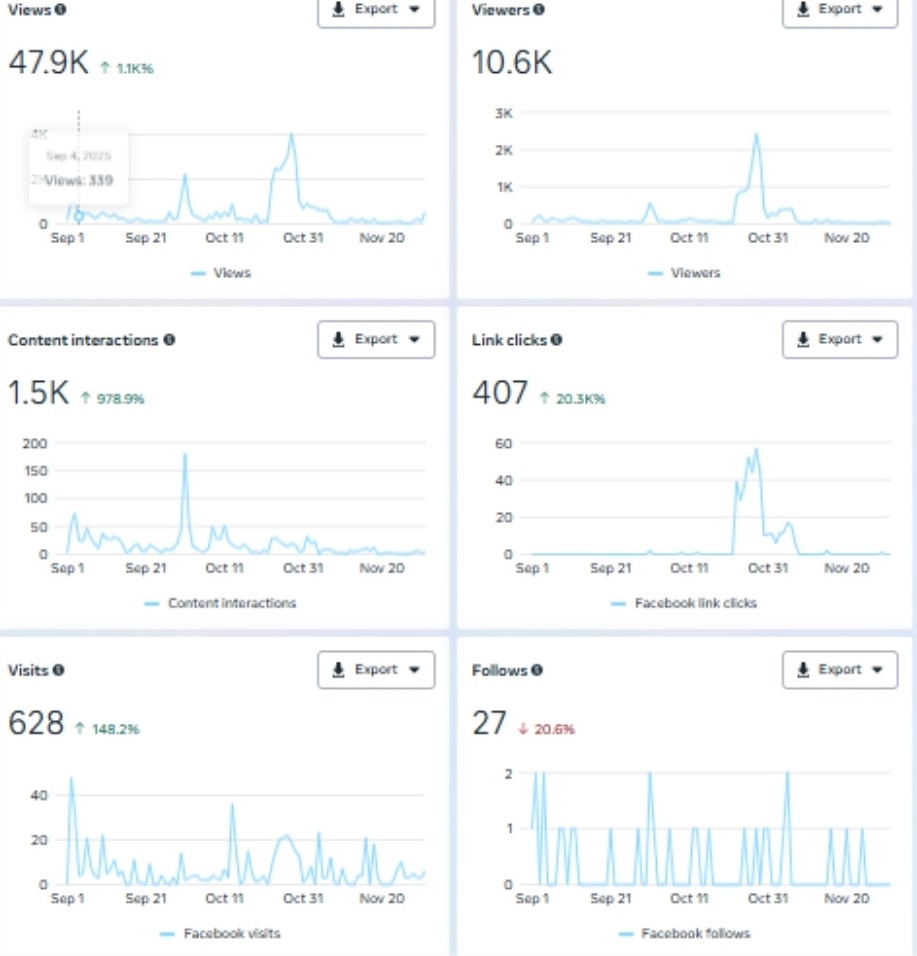 Views
Export
47.9K ↑ 1.1K%
4K
Sep 4, 2025
2K
Views: 339
0
Sep 1 Sep 21 Oct 11 Oct 31 Nov 20
Views
Viewers
Export
10.6K
3K
2K
1K
0
Sep 1 Sep 21 Oct 11 Oct 31 Nov 20
Viewers
Content interactions
Export
1.5K ↑ 978.9%
200
150
100
50
0
Sep 1 Sep 21 Oct 11 Oct 31 Nov 20
Content interactions
Link clicks
Export
407 ↑ 20.3K%
60
40
20
0
Sep 1 Sep 21 Oct 11 Oct 31 Nov 20
Facebook link clicks
Visits
Export
628 ↑ 148.2%
40
20
0
Sep 1 Sep 21 Oct 11 Oct 31 Nov 20
Facebook visits
Follows
Export
27 ↓ 20.6%
2
1
0
Sep 1 Sep 21 Oct 11 Oct 31 Nov 20
Facebook follows